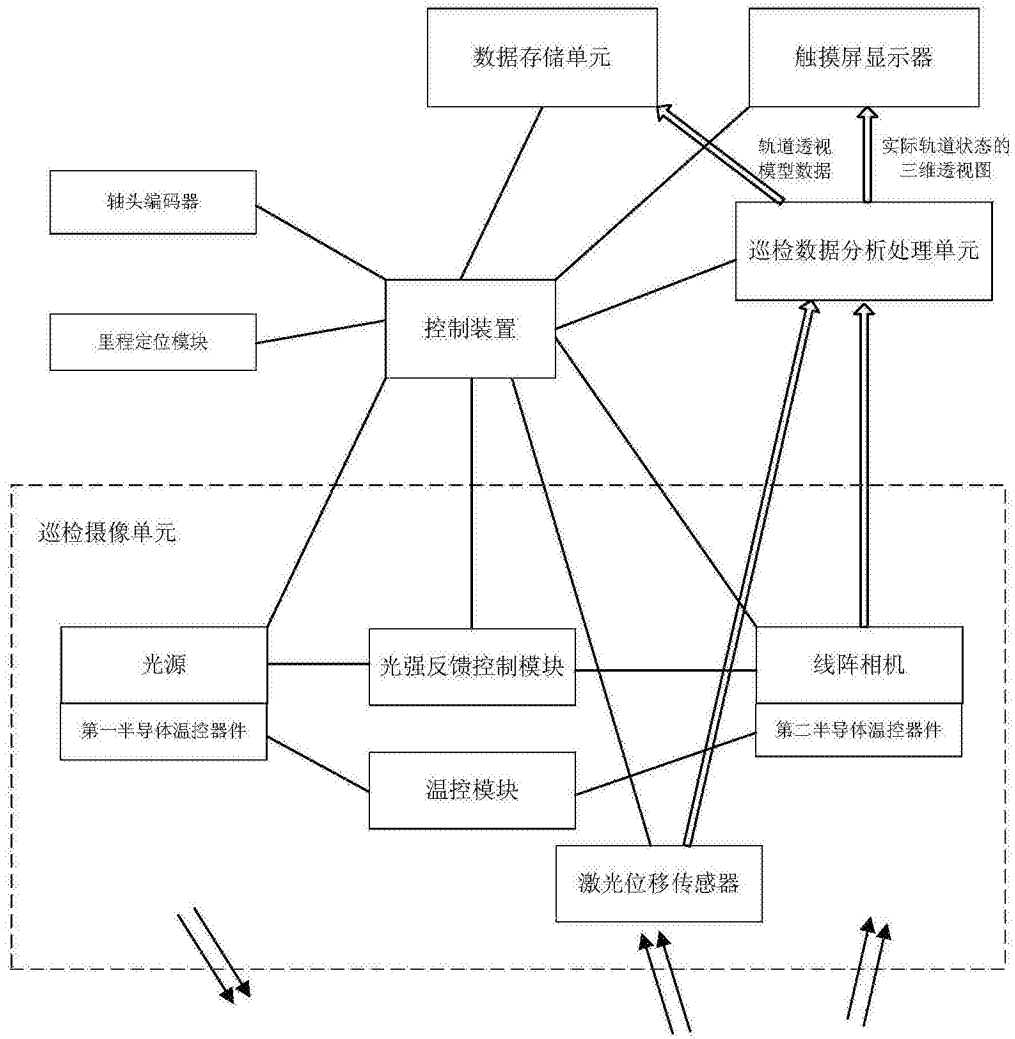 数据存储单元
触摸屏显示器
轨道透视
模型数据
实际轨道状态的
三维透视图
轴头编码器
巡检数据分析处理单元
控制装置
里程定位模块
巡检摄像单元
光源
光强反馈控制模块
线阵相机
第一半导体温控器件
第二半导体温控器件
温控模块
激光位移传感器